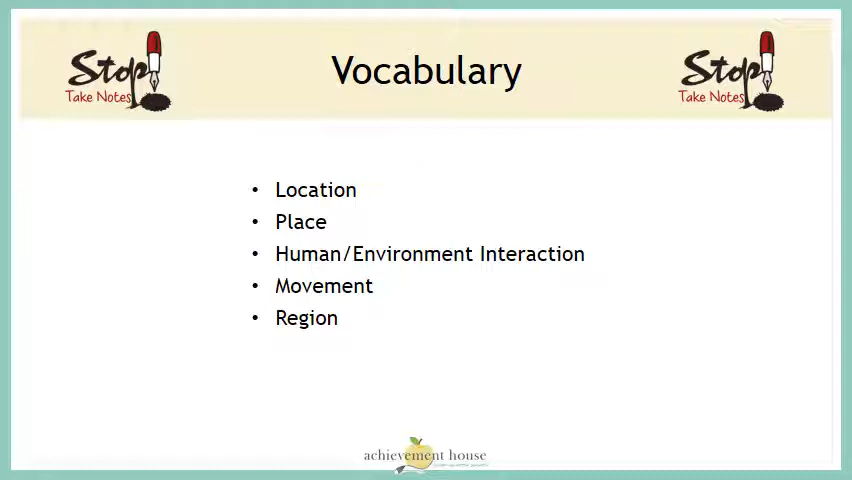 Stop
Take Notes
Vocabulary
Stop
Take Notes
• Location
• Place
• Human/Environment Interaction
• Movement
• Region
achievement house